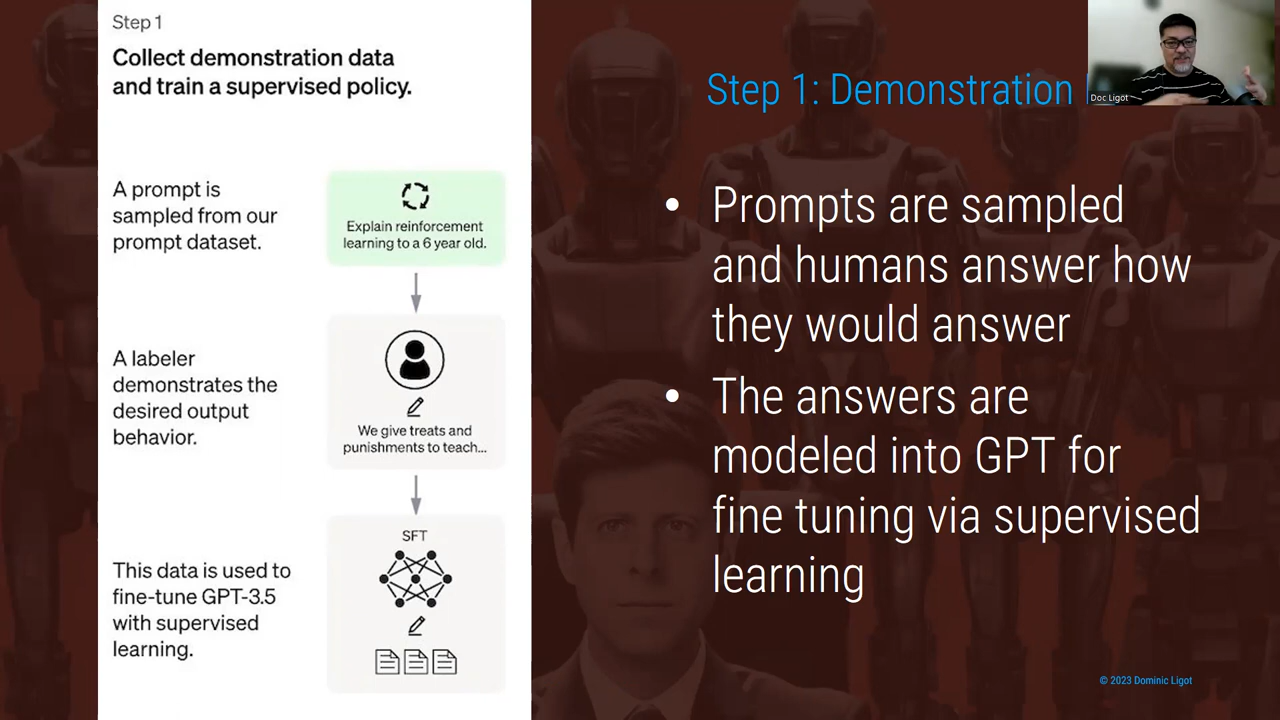 Step 1
Collect demonstration data
and train a supervised policy.
A prompt is
sampled from our
prompt dataset.
Explain reinforcement
learning to a 6 year old.
A labeler
demonstrates the
desired output
behavior.
We give treats and
punishments to teach...
This data is used to
fine-tune GPT-3.5
with supervised
learning.
SFT
Step 1: Demonstration
Doc Ligot
• Prompts are sampled
and humans answer how
they would answer
• The answers are
modeled into GPT for
fine tuning via supervised
learning
© 2023 Dominic Ligot